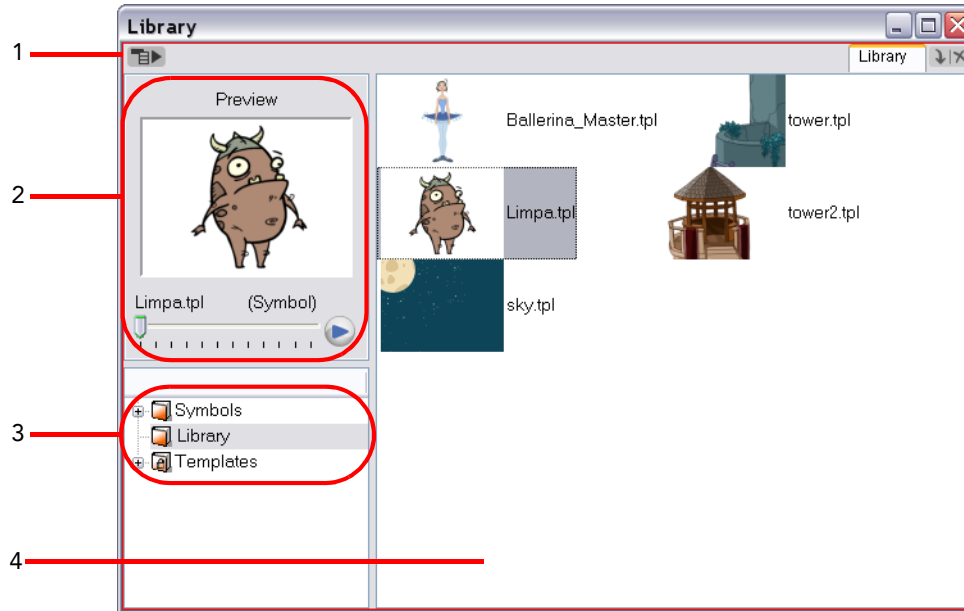 Library
1
Library
Preview
2
Limpa.tpl (Symbol)
Ballerina_Master.tpl
tower.tpl
Limpa.tpl
tower2.tpl
sky.tpl
3
Symbols
Library
Templates
4